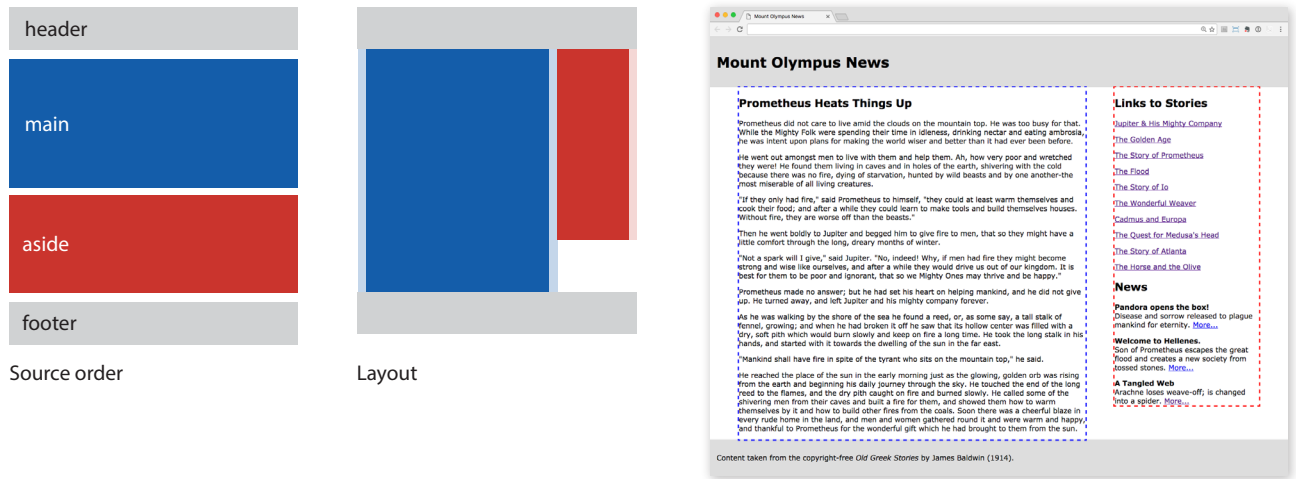 header
main
aside
footer
Source order
Layout
Mount Olympus News
Mount Olympus News
Prometheus Heats Things Up
Prometheus did not care to live amid the clouds on the mountain top. He was too busy for that.
While the Mighty Folk were spending their time in idleness, drinking nectar and eating ambrosia,
he was intent upon plans for making the world wiser and better than it had ever been before.
He went out amongst men to live with them and help them. Ah, how very poor and wretched
they were! He found them living in caves and in holes of the earth, shivering with the cold
because there was no fire, dying of starvation, hunted by wild beasts and by one another-the
most miserable of all living creatures.
"If they only had fire," said Prometheus to himself, "they could at least warm themselves and
cook their food; and after a while they could learn to make tools and build themselves houses.
Without fire, they are worse off than the beasts."
Then he went boldly to Jupiter and begged him to give fire to men, that so they might have a
little comfort through the long, dreary months of winter.
"Not a spark will I give," said Jupiter. "No, indeed! Why, if men had fire they might become
strong and wise like ourselves, and after a while they would drive us out of our kingdom. It is
best for them to be poor and ignorant, that so we Mighty Ones may thrive and be happy."
Prometheus made no answer; but he had set his heart on helping mankind, and he did not give
up. He turned away, and left Jupiter and his mighty company forever.
As he was walking by the shore of the sea he found a reed, or, as some say, a tall stalk of
fennel, growing; and when he had broken it off he saw that its hollow center was filled with a
dry, soft pith which would burn slowly and keep on fire a long time. He took the long stalk in his
hands, and started with it towards the dwelling of the sun in the far east.
"Mankind shall have fire in spite of the tyrant who sits on the mountain top," he said.
He reached the place of the sun in the early morning just as the glowing, golden orb was rising
from the earth and beginning his daily journey through the sky. He touched the end of the long
reed to the flames, and the dry pith caught on fire and burned slowly. He called some of the
shivering men from their caves and built a fire for them, and showed them how to warm
themselves by it and how to build other fires from the coals. Soon there was a cheerful blaze in
every rude home in the land, and men and women gathered round it and were warm and happy,
and thankful to Prometheus for the wonderful gift which he had brought to them from the sun.
Links to Stories
Jupiter & His Mighty Company
The Golden Age
The Story of Prometheus
The Flood
The Story of Io
The Wonderful Weaver
Cadmus and Europa
The Quest for Medusa's Head
The Story of Atlanta
The Horse and the Olive
News
Pandora opens the box!
Disease and sorrow released to plague
mankind for eternity. More...
Welcome to Hellenes.
Son of Prometheus escapes the great
flood and creates a new society from
tossed stones. More...
A Tangled Web
Arachne loses weave-off; is changed
into a spider. More...
Content taken from the copyright-free Old Greek Stories by James Baldwin (1914).